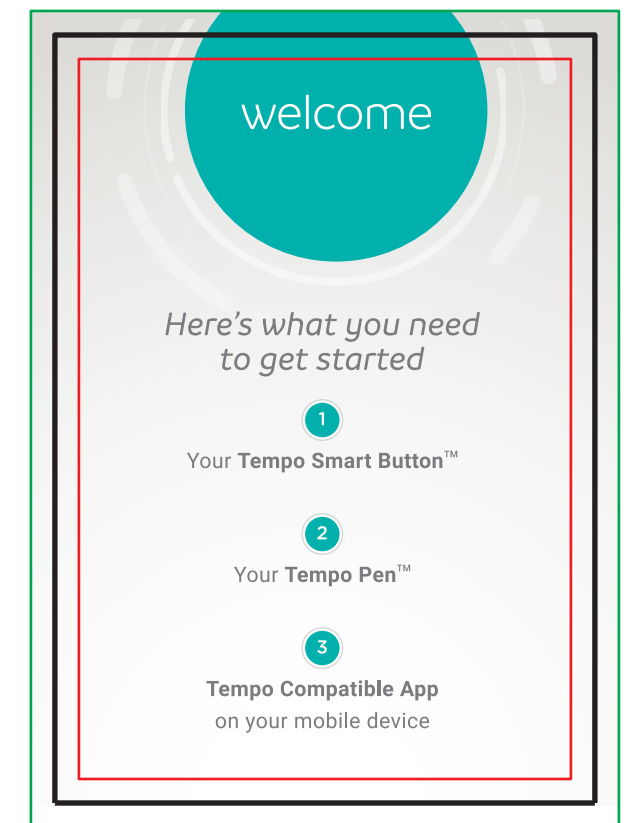 welcome
Here's what you need
to get started
1
Your Tempo Smart Button™
2
Your Tempo Pen™
3
Tempo Compatible App
on your mobile device